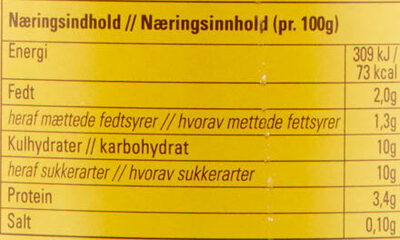 Næringsindhold // Næringsinnhold (pr. 100g)
Energi 309 kJ /
73 kcal
Fedt 2,0g
heraf mættede fedtsyrer // hvorav mettede fettsyrer 1,3g
Kulhydrater // karbohydrat 10g
heraf sukkerarter // hvorav sukkerarter 10g
Protein 3,4g
Salt 0,10g